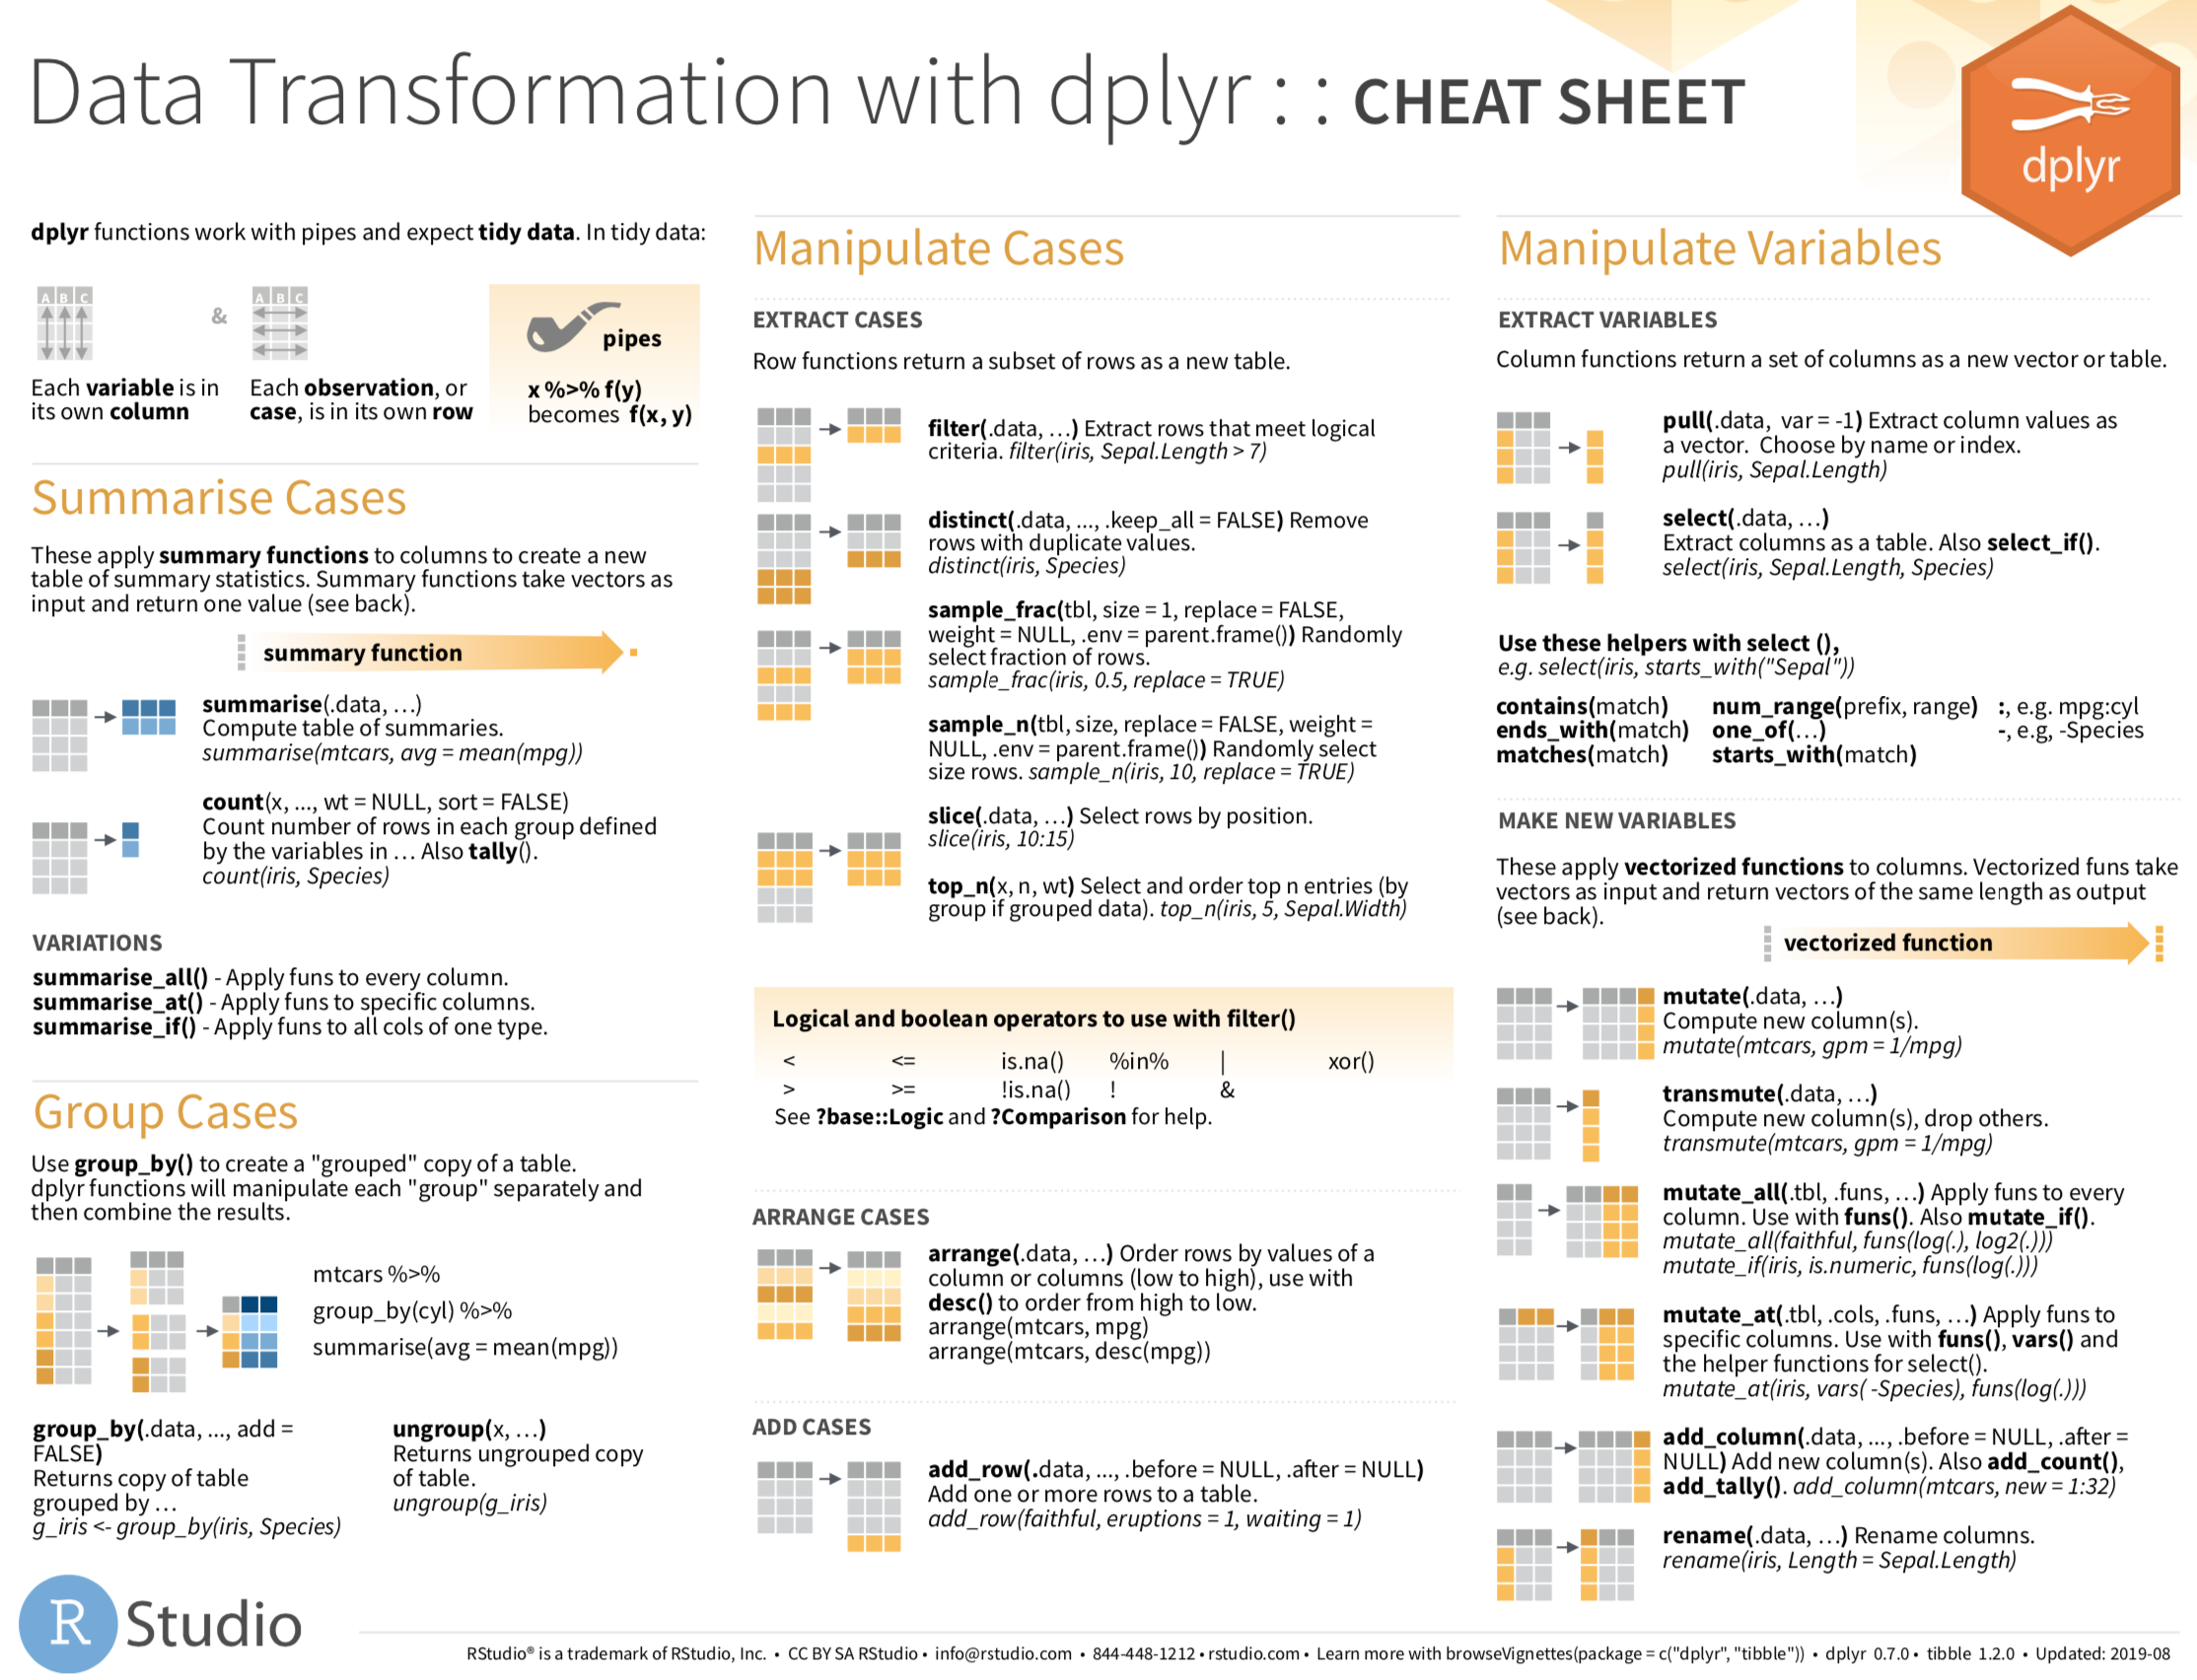 Data Transformation with dplyr : : CHEAT SHEET
dplyr
dplyr functions work with pipes and expect tidy data. In tidy data:
A B C
&
A B C
pipes
Each variable is in
its own column
Each observation, or
case, is in its own row
x %>% f(y)
becomes f(x, y)
Summarise Cases
These apply summary functions to columns to create a new
table of summary statistics. Summary functions take vectors as
input and return one value (see back).
summary function
summarise(.data, …)
Compute table of summaries.
summarise(mtcars, avg = mean(mpg))
count(x, ..., wt = NULL, sort = FALSE)
Count number of rows in each group defined
by the variables in … Also tally().
count(iris, Species)
VARIATIONS
summarise_all() - Apply funs to every column.
summarise_at() - Apply funs to specific columns.
summarise_if() - Apply funs to all cols of one type.
Group Cases
Use group_by() to create a "grouped" copy of a table.
dplyr functions will manipulate each "group" separately and
then combine the results.
mtcars %>%
group_by(cyl) %>%
summarise(avg = mean(mpg))
group_by(.data, ..., add =
FALSE)
Returns copy of table
grouped by …
g_iris <- group_by(iris, Species)
ungroup(x, …)
Returns ungrouped copy
of table.
ungroup(g_iris)
Manipulate Cases
EXTRACT CASES
Row functions return a subset of rows as a new table.
filter(.data, …) Extract rows that meet logical
criteria. filter(iris, Sepal.Length > 7)
distinct(.data, ..., .keep_all = FALSE) Remove
rows with duplicate values.
distinct(iris, Species)
sample_frac(tbl, size = 1, replace = FALSE,
weight = NULL, .env = parent.frame()) Randomly
select fraction of rows.
sample_frac(iris, 0.5, replace = TRUE)
sample_n(tbl, size, replace = FALSE, weight =
NULL, .env = parent.frame()) Randomly select
size rows. sample_n(iris, 10, replace = TRUE)
slice(.data, …) Select rows by position.
slice(iris, 10:15)
top_n(x, n, wt) Select and order top n entries (by
group if grouped data). top_n(iris, 5, Sepal.Width)
Logical and boolean operators to use with filter()
< <= is.na() %in% | xor()
> >= !is.na() ! &
See ?base::Logic and ?Comparison for help.
ARRANGE CASES
arrange(.data, …) Order rows by values of a
column or columns (low to high), use with
desc() to order from high to low.
arrange(mtcars, mpg)
arrange(mtcars, desc(mpg))
ADD CASES
add_row(.data, ..., .before = NULL, .after = NULL)
Add one or more rows to a table.
add_row(faithful, eruptions = 1, waiting = 1)
Manipulate Variables
EXTRACT VARIABLES
Column functions return a set of columns as a new vector or table.
pull(.data, var = -1) Extract column values as
a vector. Choose by name or index.
pull(iris, Sepal.Length)
select(.data, …)
Extract columns as a table. Also select_if().
select(iris, Sepal.Length, Species)
Use these helpers with select (),
e.g. select(iris, starts_with("Sepal"))
contains(match) num_range(prefix, range) :, e.g. mpg:cyl
ends_with(match) one_of(…) -, e.g, -Species
matches(match) starts_with(match)
MAKE NEW VARIABLES
These apply vectorized functions to columns. Vectorized funs take
vectors as input and return vectors of the same length as output
(see back).
vectorized function
mutate(.data, …)
Compute new column(s).
mutate(mtcars, gpm = 1/mpg)
transmute(.data, …)
Compute new column(s), drop others.
transmute(mtcars, gpm = 1/mpg)
mutate_all(.tbl, .funs, …) Apply funs to every
column. Use with funs(). Also mutate_if().
mutate_all(faithful, funs(log(.), log2(.)))
mutate_if(iris, is.numeric, funs(log(.)))
mutate_at(.tbl, .cols, .funs, …) Apply funs to
specific columns. Use with funs(), vars() and
the helper functions for select().
mutate_at(iris, vars( -Species), funs(log(.)))
add_column(.data, ..., .before = NULL, .after =
NULL) Add new column(s). Also add_count(),
add_tally(). add_column(mtcars, new = 1:32)
rename(.data, …) Rename columns.
rename(iris, Length = Sepal.Length)
R Studio
RStudio® is a trademark of RStudio, Inc. • CC BY SA RStudio • info@rstudio.com • 844-448-1212 • rstudio.com • Learn more with browseVignettes(package = c("dplyr", "tibble")) • dplyr 0.7.0 • tibble 1.2.0 • Updated: 2019-08